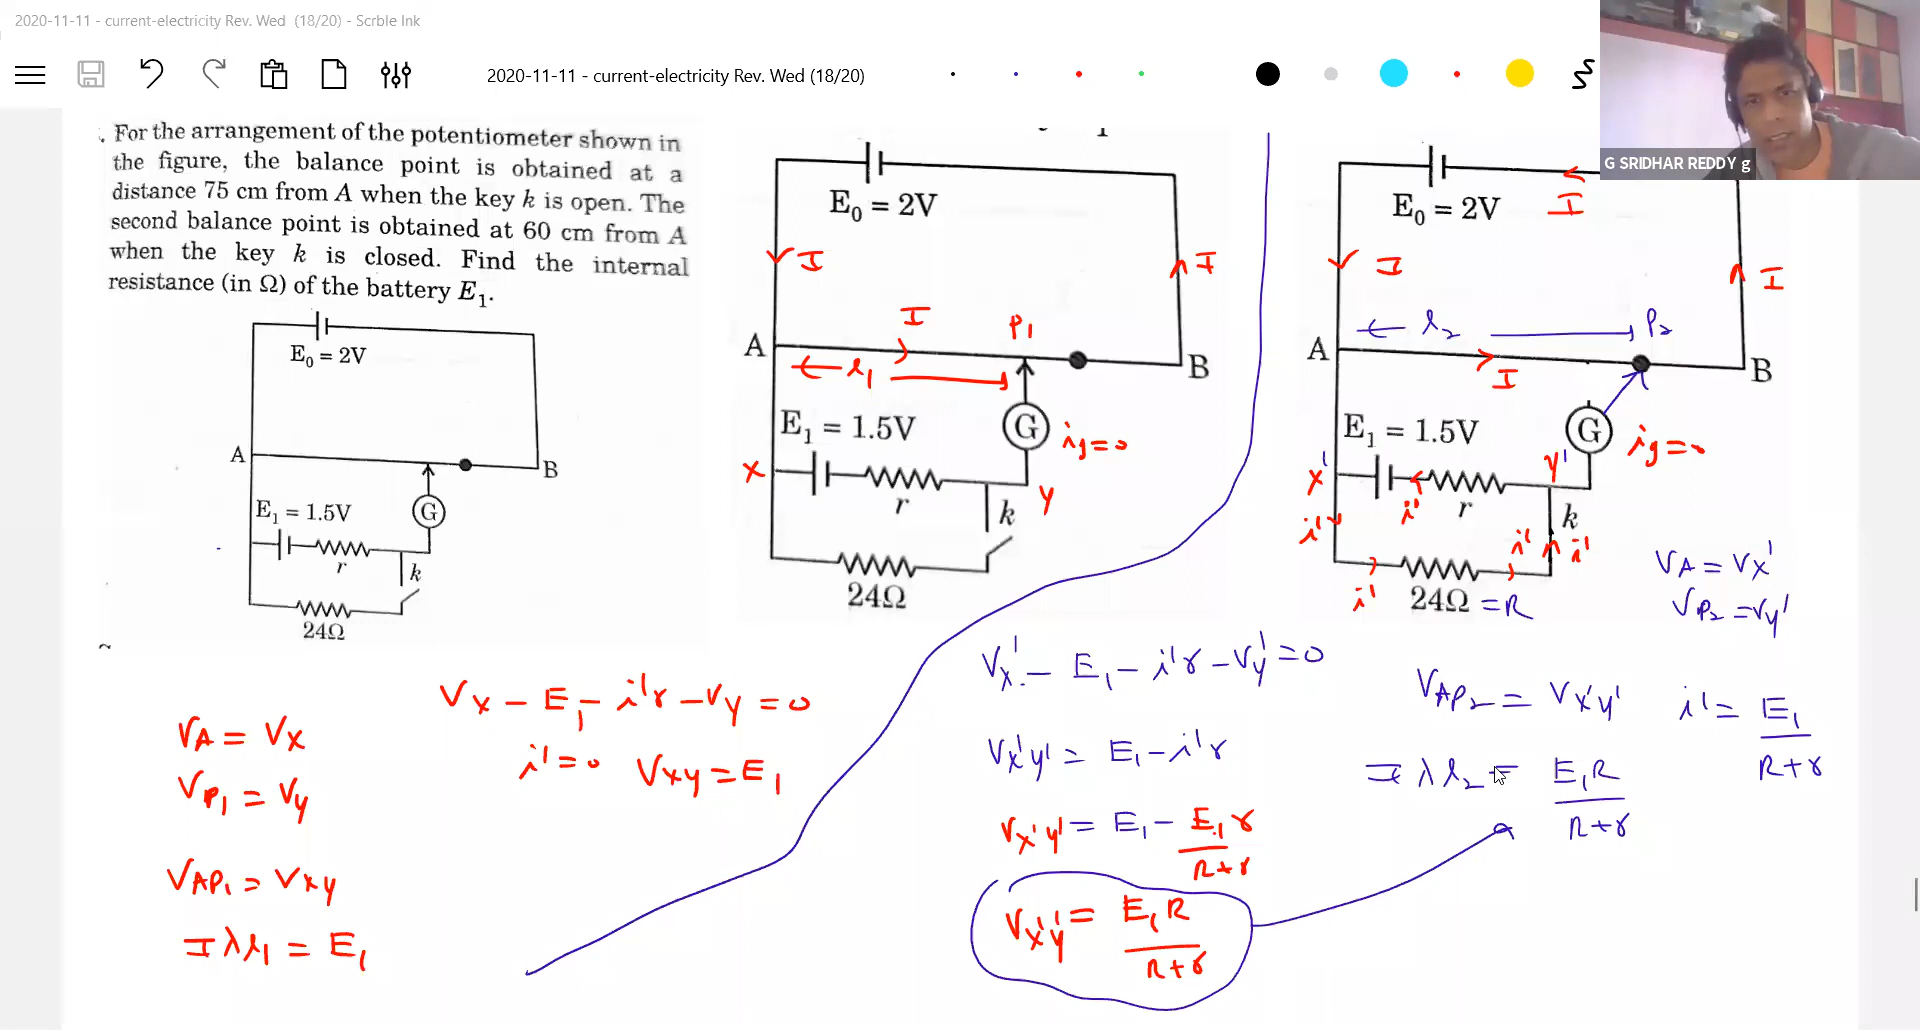 2020-11-11 - current-electricity Rev. Wed (18/20) - Scrble Ink
2020-11-11 - current-electricity Rev. Wed (18/20)
G SRIDHAR REDDY g
. For the arrangement of the potentiometer shown in
the figure, the balance point is obtained at a
distance 75 cm from A when the key k is open. The
second balance point is obtained at 60 cm from A
when the key k is closed. Find the internal
resistance (in Ω) of the battery E₁.
E₀ = 2V
A
B
E₁ = 1.5V
G
r
k
24Ω
E₀ = 2V
I
I
I
P₁
A
l₁
B
E₁ = 1.5V
G
ig=0
X
r
k
Y
24Ω
E₀ = 2V
I
I
I
l₂
P₂
A
I
B
E₁ = 1.5V
G
ig=0
X'
Y'
i'
i'
r
k
i'
i'
i'
24Ω =R
VA = VX'
VP₂ =VY'
VA = VX
VP₁ = VY
VAP₁ = VXY
Iλl₁ = E₁
VX - E₁ - i'r - VY = 0
i'=0 VXY=E₁
VX' - E₁ - i'r - VY' = 0
VX'Y' = E₁ - i'r
VX'Y' = E₁ - E₁r
R+r
VX'Y' = E₁R
R+r
VAP₂ = VX'Y'
Iλl₂ = E₁R
R+r
i' = E₁
R+r